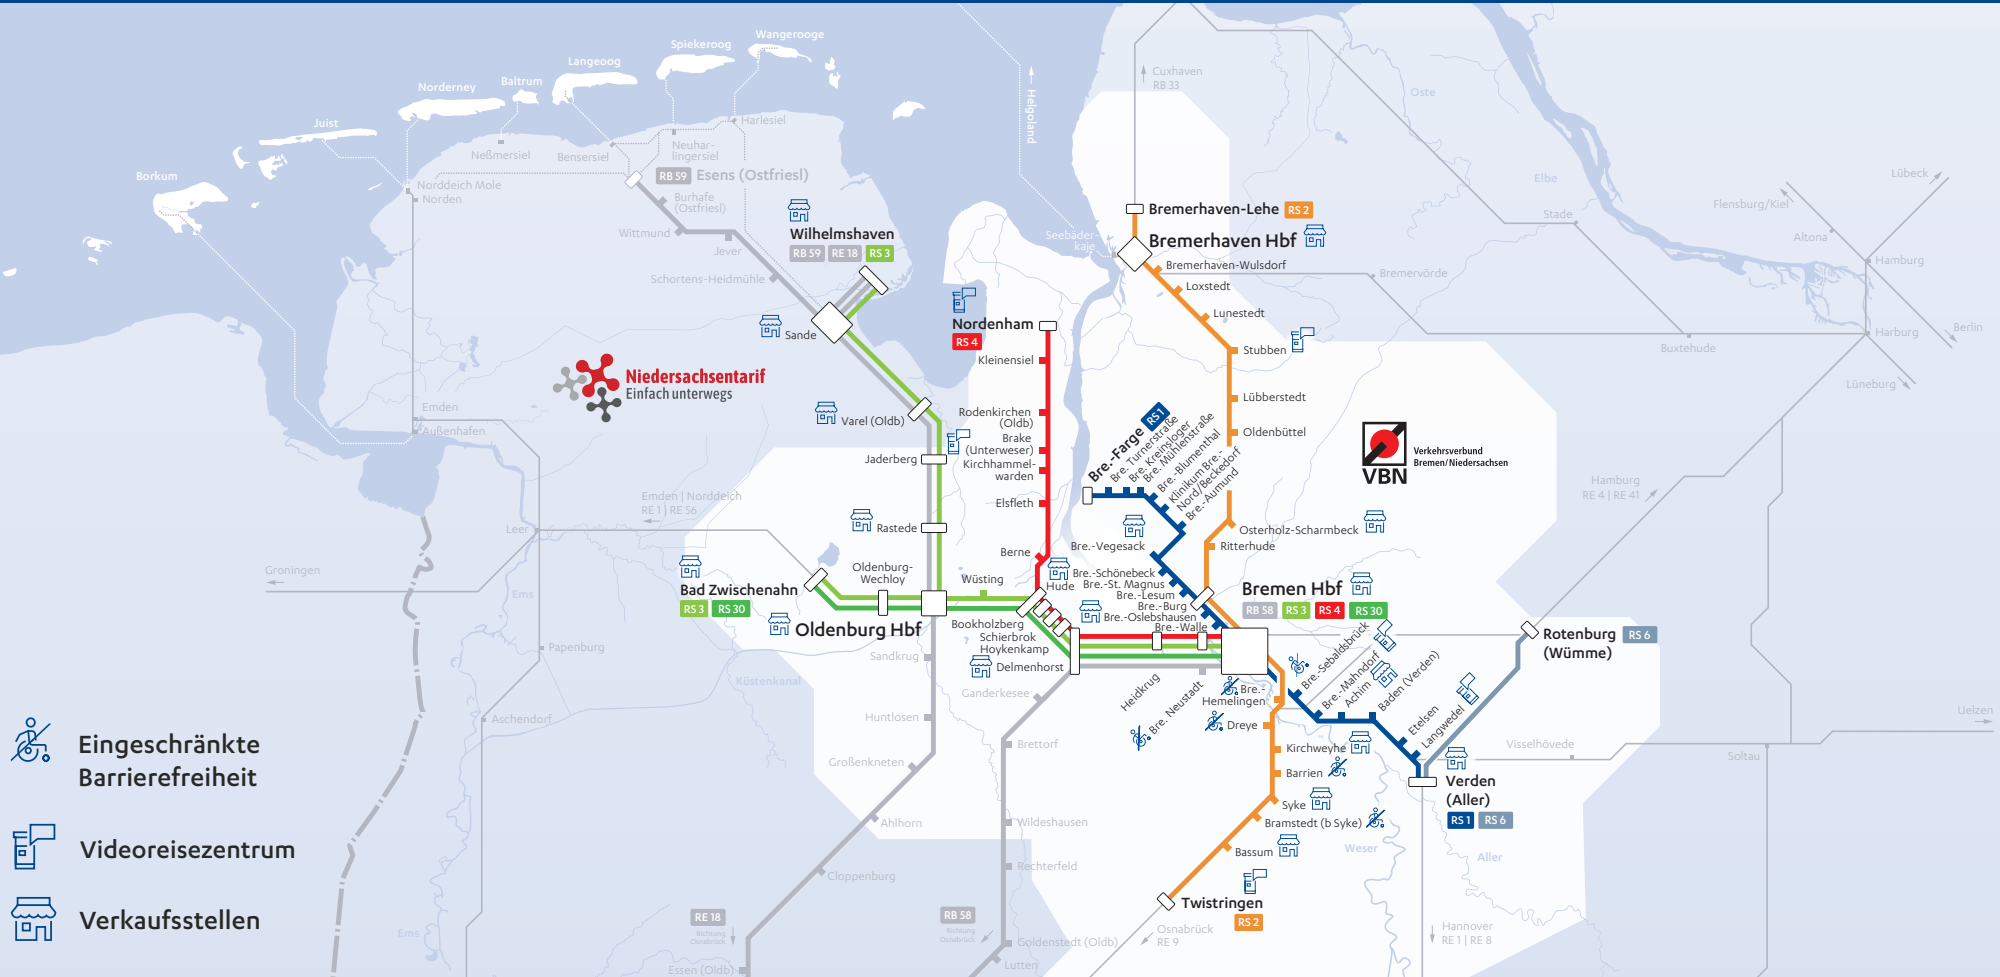 Wangerooge
Spiekeroog
Langeoog
Baltrum
Norderney
Juist
Borkum
Helgoland
Cuxhaven
RB 33
Oste
Harlesiel
Neuhar-
lingersiel
Neßmersiel
Bensersiel
RB 59 Esens (Ostfriesl)
Norddeich Mole
Norden
Burhafe
(Ostfriesl)
Wittmund
Jever
Schortens-Heidmühle
Wilhelmshaven
RB 59 RE 18 RS 3
Sande
Seebäder-
kaje
Bremerhaven-Lehe RS 2
Bremerhaven Hbf
Bremerhaven-Wulsdorf
Loxstedt
Lunestedt
Stubben
Lübberstedt
Oldenbüttel
Osterholz-Scharmbeck
Ritterhude
Bremervörde
Elbe
Stade
Lübeck
Flensburg/Kiel
Altona
Hamburg
Harburg
Berlin
Buxtehude
Lüneburg
Nordenham
RS 4
Kleinensiel
Rodenkirchen
(Oldb)
Brake
(Unterweser)
Kirchhammel-
warden
Elsfleth
Berne
Hude
Niedersachsentarif
Einfach unterwegs
Emden
Außenhafen
Varel (Oldb)
Jaderberg
Rastede
Emden | Norddeich
RE 1 | RE 56
Leer
Groningen
Ems
Papenburg
Aschendorf
Küstenkanal
Bad Zwischenahn
RS 3 RS 30
Oldenburg-
Wechloy
Oldenburg Hbf
Wüsting
Bookholzberg
Schierbrok
Hoykenkamp
Delmenhorst
Bre.-Farge RS 1
Bre. Turnerstraße
Bre. Kreinsloger
Bre. Mühlenstraße
Bre.-Blumenthal
Klinikum Bre.-
Nord/Beckedorf
Bre.-Aumund
Bre.-Vegesack
Bre.-Schönebeck
Bre.-St. Magnus
Bre.-Lesum
Bre.-Burg
Bre.-Oslebshausen
Bre.-Walle
Bremen Hbf
RB 58 RS 3 RS 4 RS 30
VBN
Verkehrsverbund
Bremen/Niedersachsen
Hamburg
RE 4 | RE 41
Rotenburg RS 6
(Wümme)
Heidkrug
Bre. Neustadt
Bre.-
Hemelingen
Dreye
Kirchweyhe
Barrien
Syke
Bramstedt (b Syke)
Bassum
Twistringen
RS 2
Osnabrück
RE 9
Bre.-Sebaldsbrück
Bre.-Mahndorf
Achim
Baden (Verden)
Etelsen
Langwedel
Verden
(Aller)
RS 1 RS 6
Visselhövede
Soltau
Uelzen
Weser
Aller
Hannover
RE 1 | RE 8
Sandkrug
Huntlosen
Großenkneten
Ahlhorn
Cloppenburg
Essen (Oldb)
RE 18
Richtung
Osnabrück
Ganderkesee
Brettorf
Wildeshausen
Rechterfeld
Goldenstedt (Oldb)
Lutten
RB 58
Richtung
Osnabrück
Ems
Eingeschränkte
Barrierefreiheit
Videoreisezentrum
Verkaufsstellen